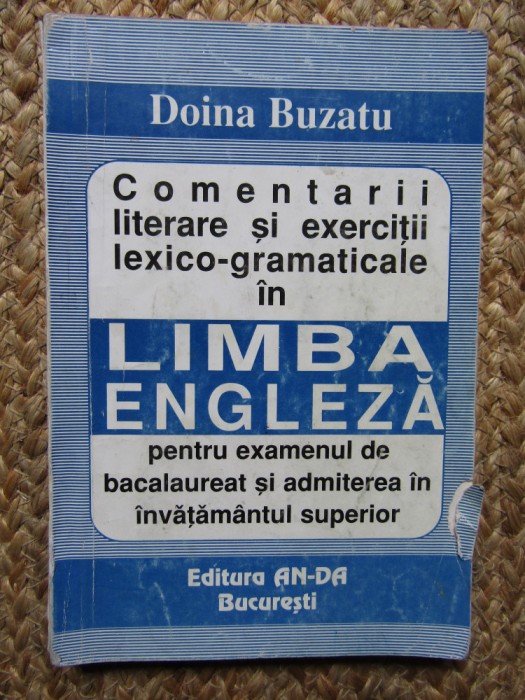 Doina Buzatu
Comentarii
literare și exerciții
lexico-gramaticale
în
LIMBA
ENGLEZĂ
pentru examenul de
bacalaureat și admiterea în
învățământul superior
Editura AN-DA
București